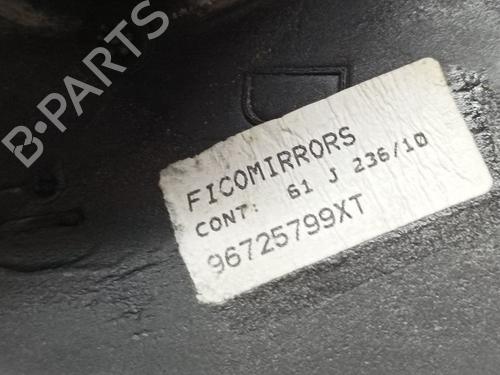 B·PARTS
FICOMIRRORS
CONT: 61 J 236/10
96725799XT